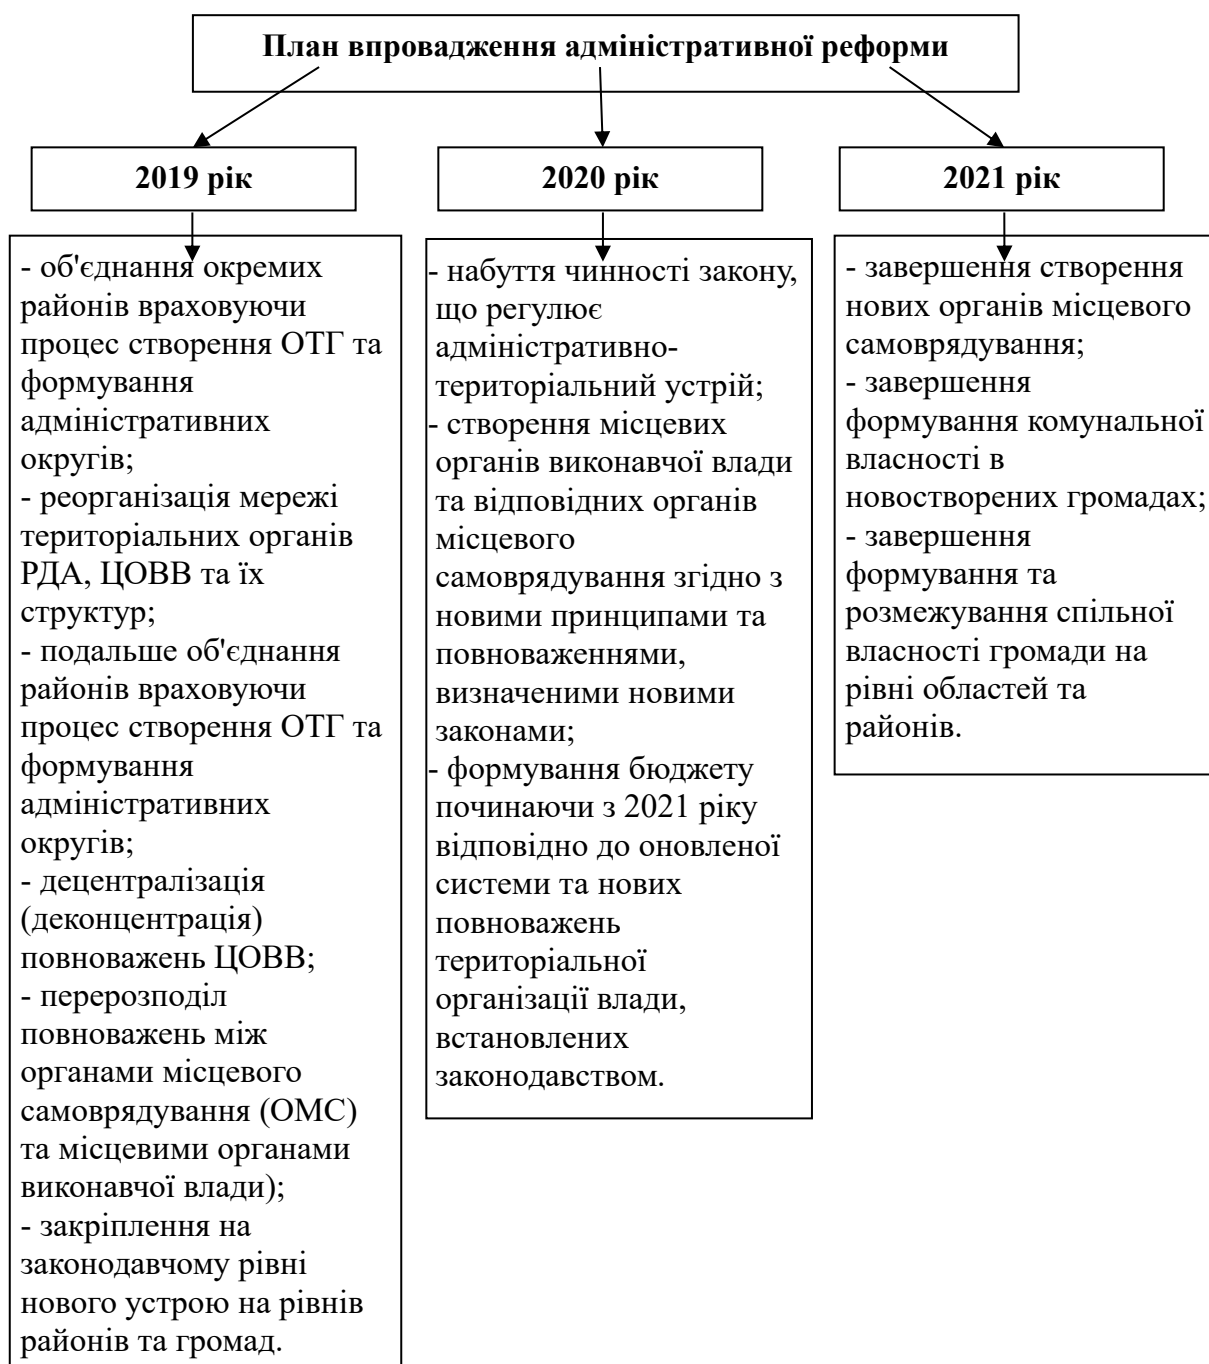 План впровадження адміністративної реформи
2019 рік
- об'єднання окремих
районів враховуючи
процес створення ОТГ та
формування
адміністративних
округів;
- реорганізація мережі
територіальних органів
РДА, ЦОВВ та їх
структур;
- подальше об'єднання
районів враховуючи
процес створення ОТГ та
формування
адміністративних
округів;
- децентралізація
(деконцентрація)
повноважень ЦОВВ;
- перерозподіл
повноважень між
органами місцевого
самоврядування (ОМС)
та місцевими органами
виконавчої влади);
- закріплення на
законодавчому рівні
нового устрою на рівнів
районів та громад.
2020 рік
- набуття чинності закону,
що регулює
адміністративно-
територіальний устрій;
- створення місцевих
органів виконавчої влади
та відповідних органів
місцевого
самоврядування згідно з
новими принципами та
повноваженнями,
визначеними новими
законами;
- формування бюджету
починаючи з 2021 ріку
відповідно до оновленої
системи та нових
повноважень
територіальної
організації влади,
встановлених
законодавством.
2021 рік
- завершення створення
нових органів місцевого
самоврядування;
- завершення
формування комунальної
власності в
новостворених громадах;
- завершення
формування та
розмежування спільної
власності громади на
рівні областей та
районів.